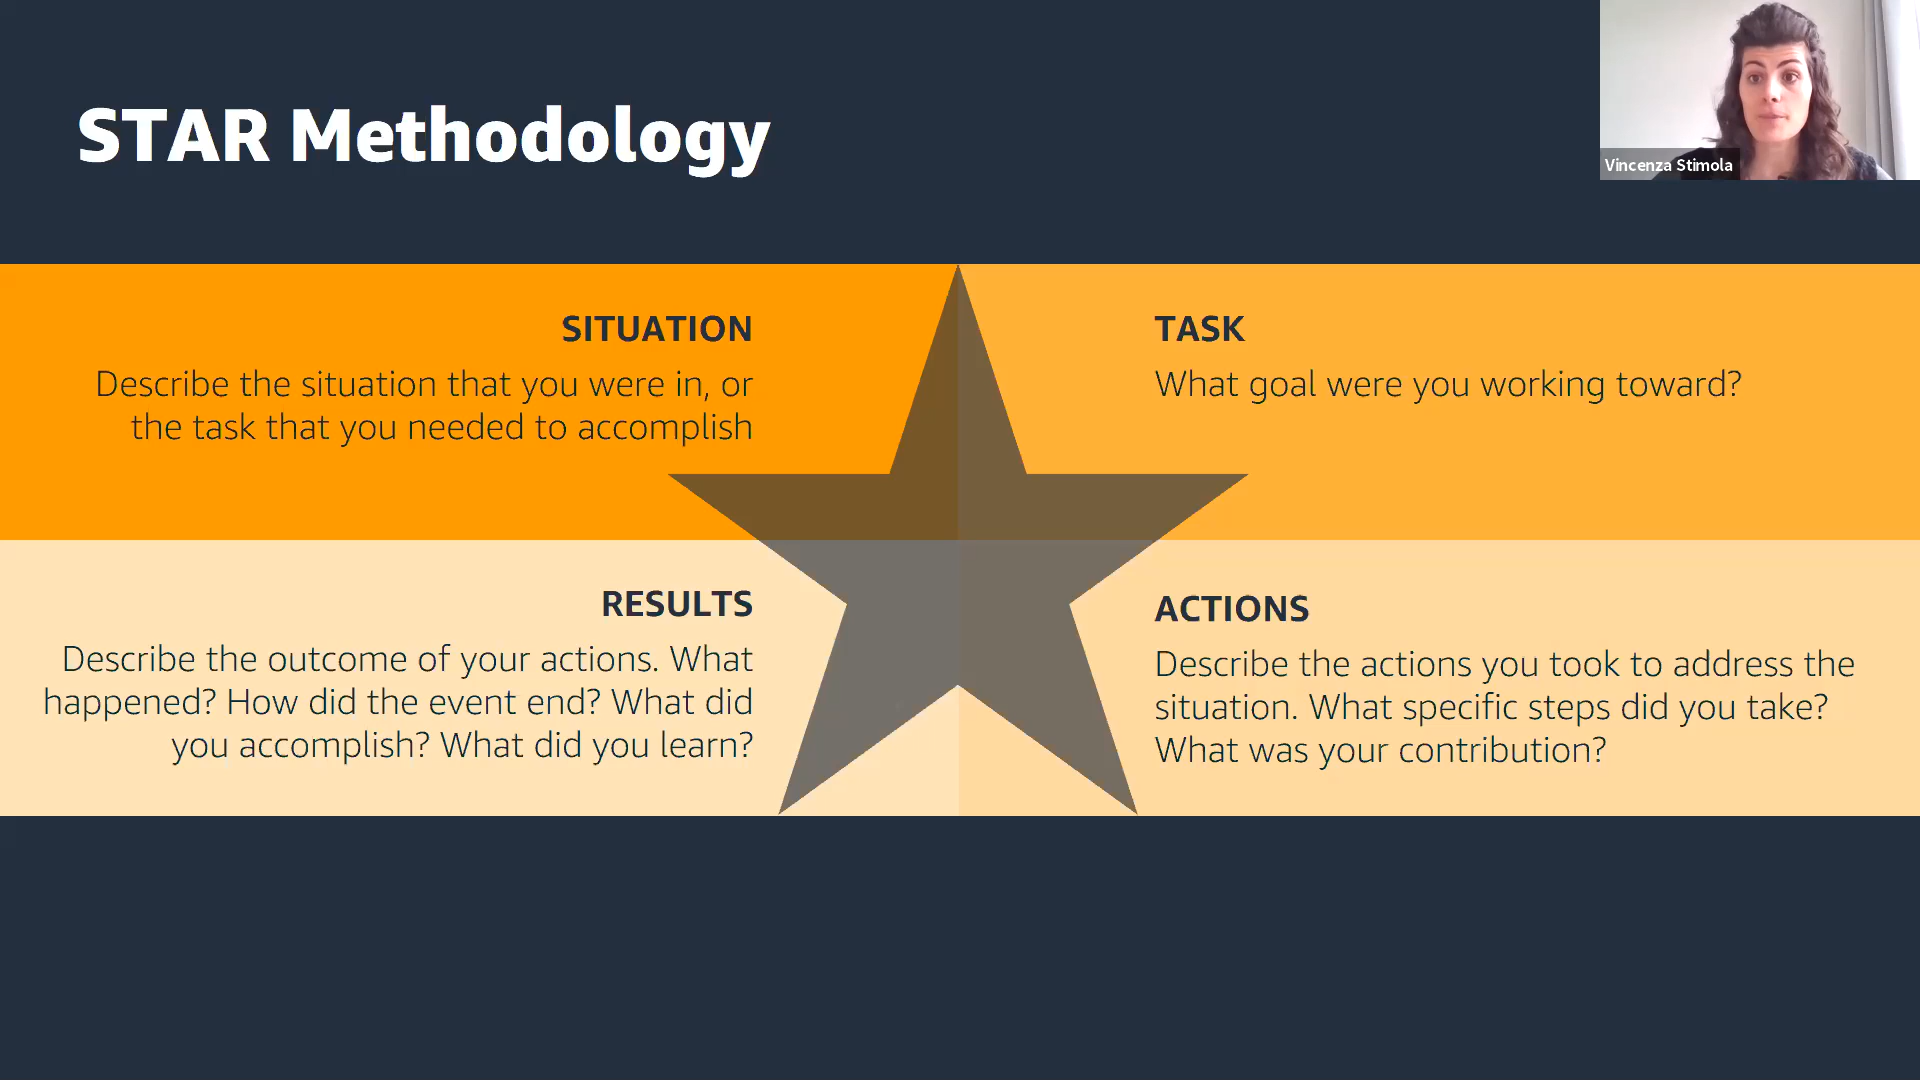 STAR Methodology
Vincenza Stimola
SITUATION
Describe the situation that you were in, or
the task that you needed to accomplish
TASK
What goal were you working toward?
RESULTS
Describe the outcome of your actions. What
happened? How did the event end? What did
you accomplish? What did you learn?
ACTIONS
Describe the actions you took to address the
situation. What specific steps did you take?
What was your contribution?